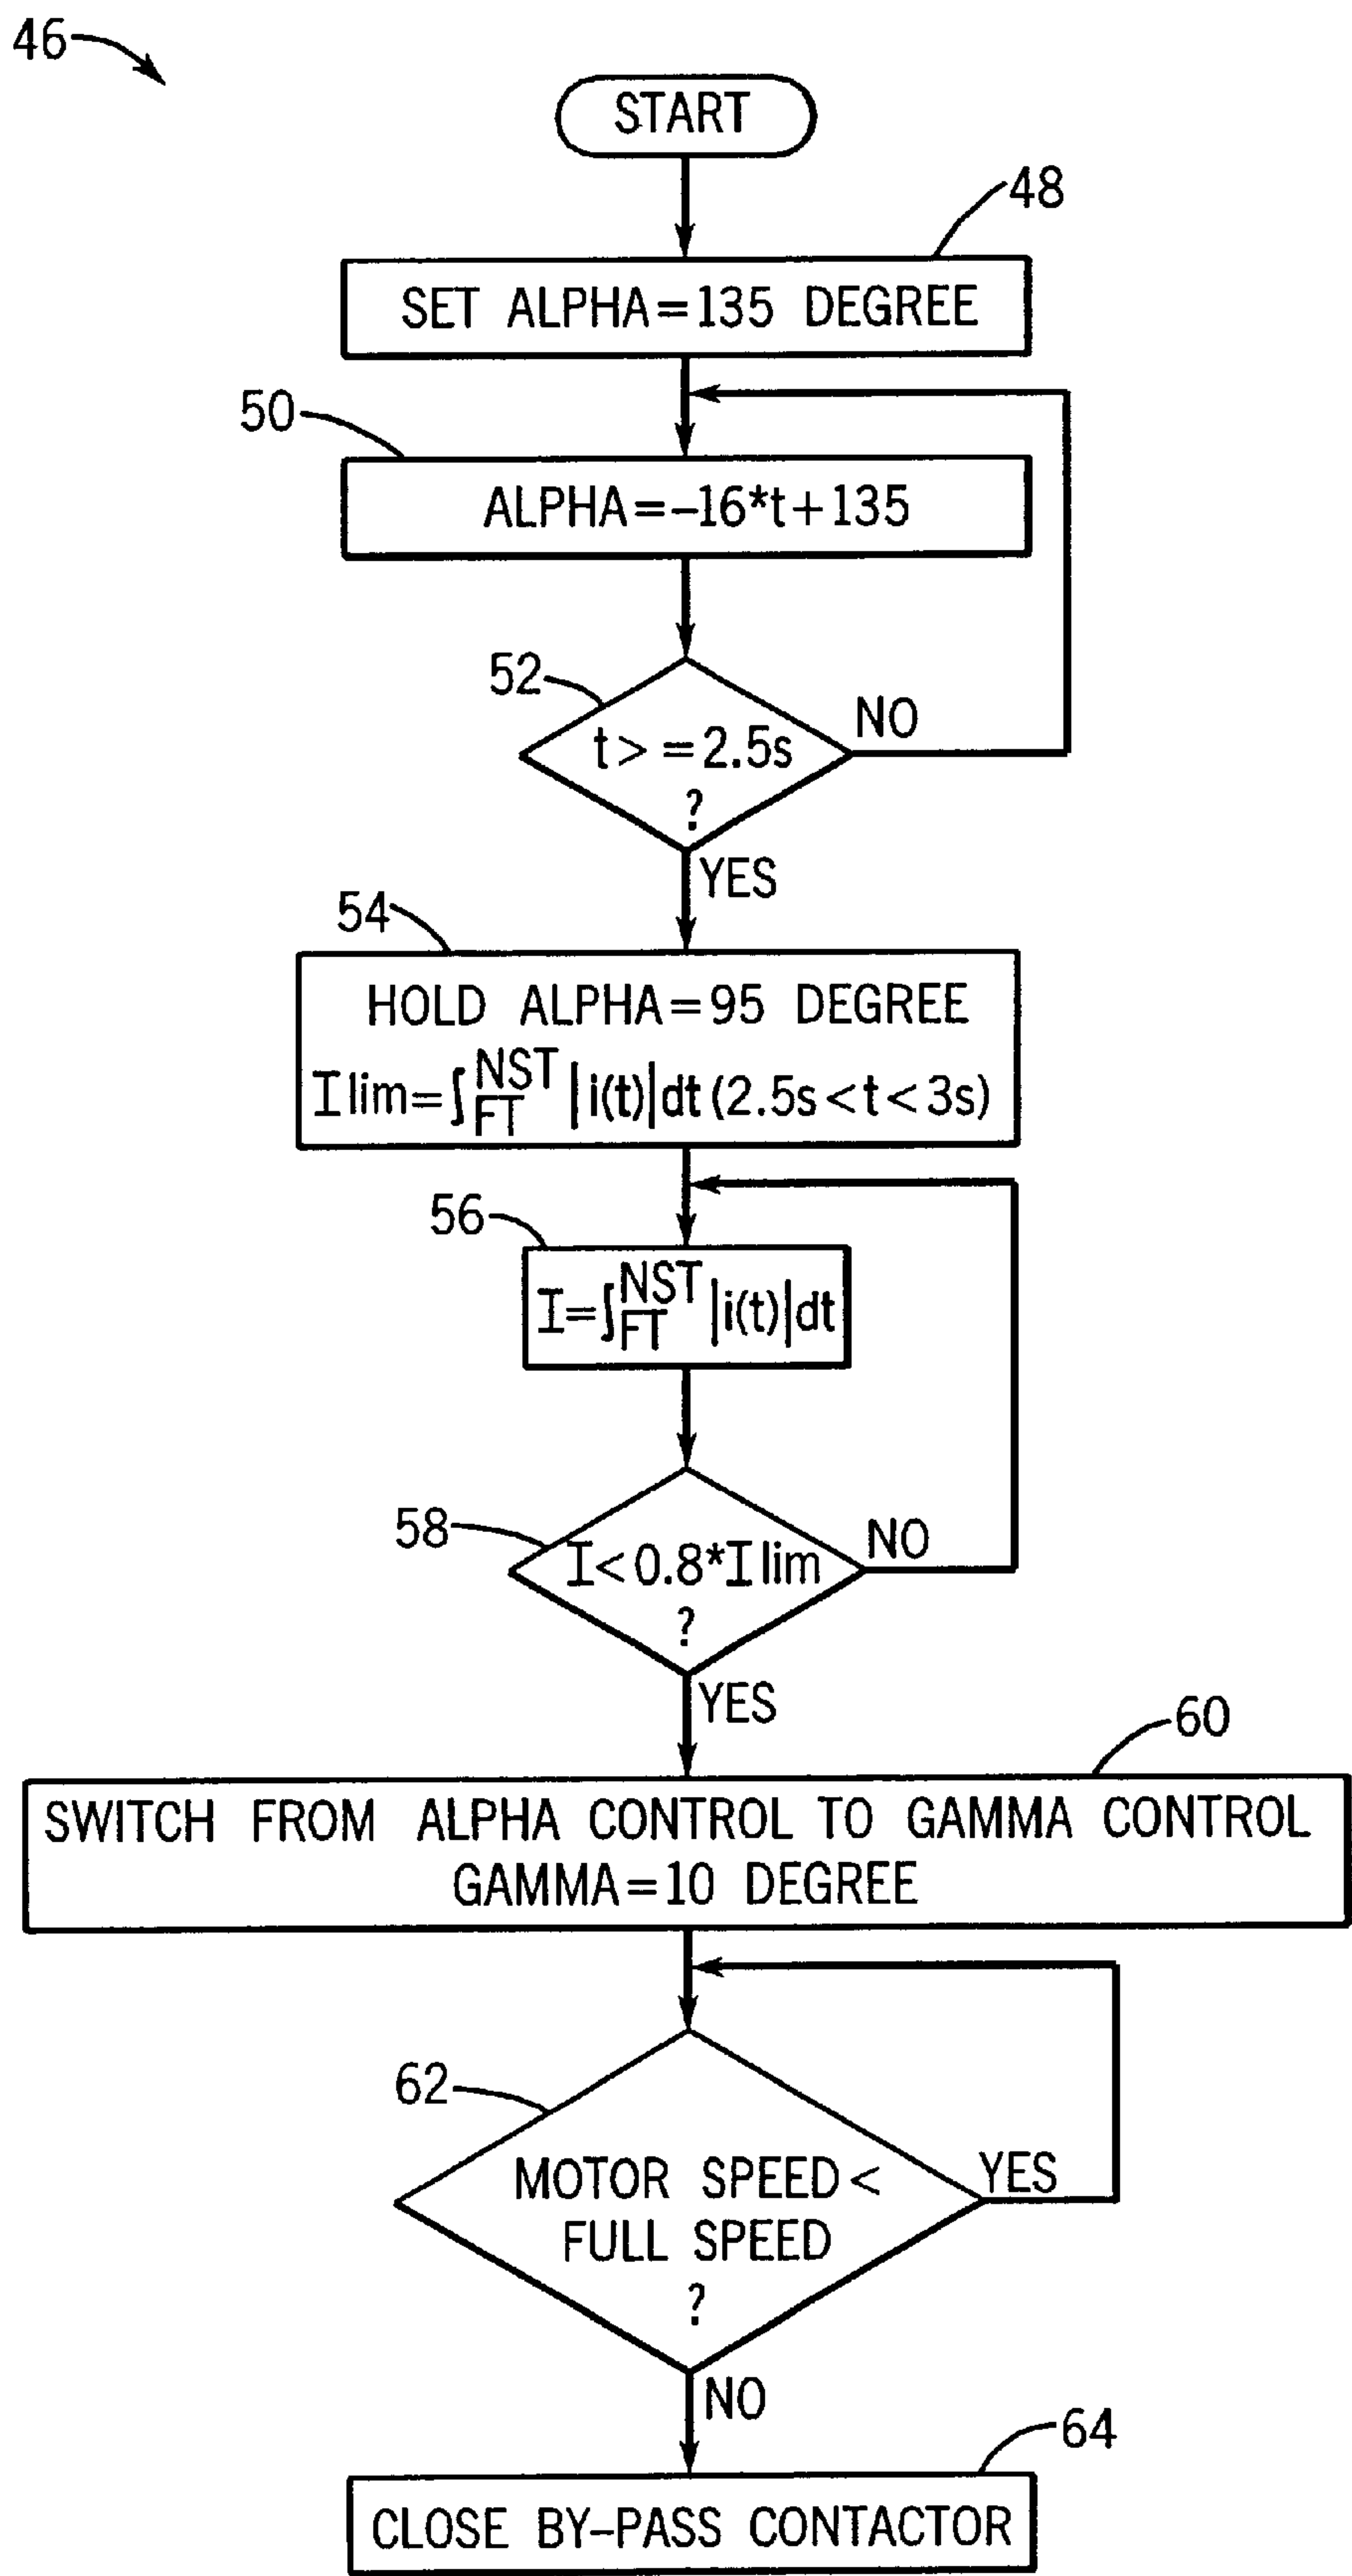 46
START
48
SET ALPHA=135 DEGREE
50
ALPHA=-16*t+135
52
t>=2.5s
?
NO
YES
54
HOLD ALPHA=95 DEGREE
I lim=∫FT NST |i(t)|dt (2.5s<t<3s)
56
I=∫FT NST |i(t)|dt
58
I<0.8*I lim
?
NO
YES
60
SWITCH FROM ALPHA CONTROL TO GAMMA CONTROL
GAMMA=10 DEGREE
62
MOTOR SPEED<
FULL SPEED
?
YES
NO
64
CLOSE BY-PASS CONTACTOR